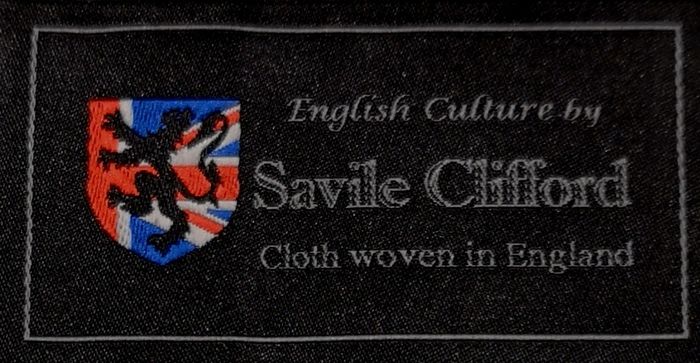 English Culture by
Savile Clifford
Cloth woven in England